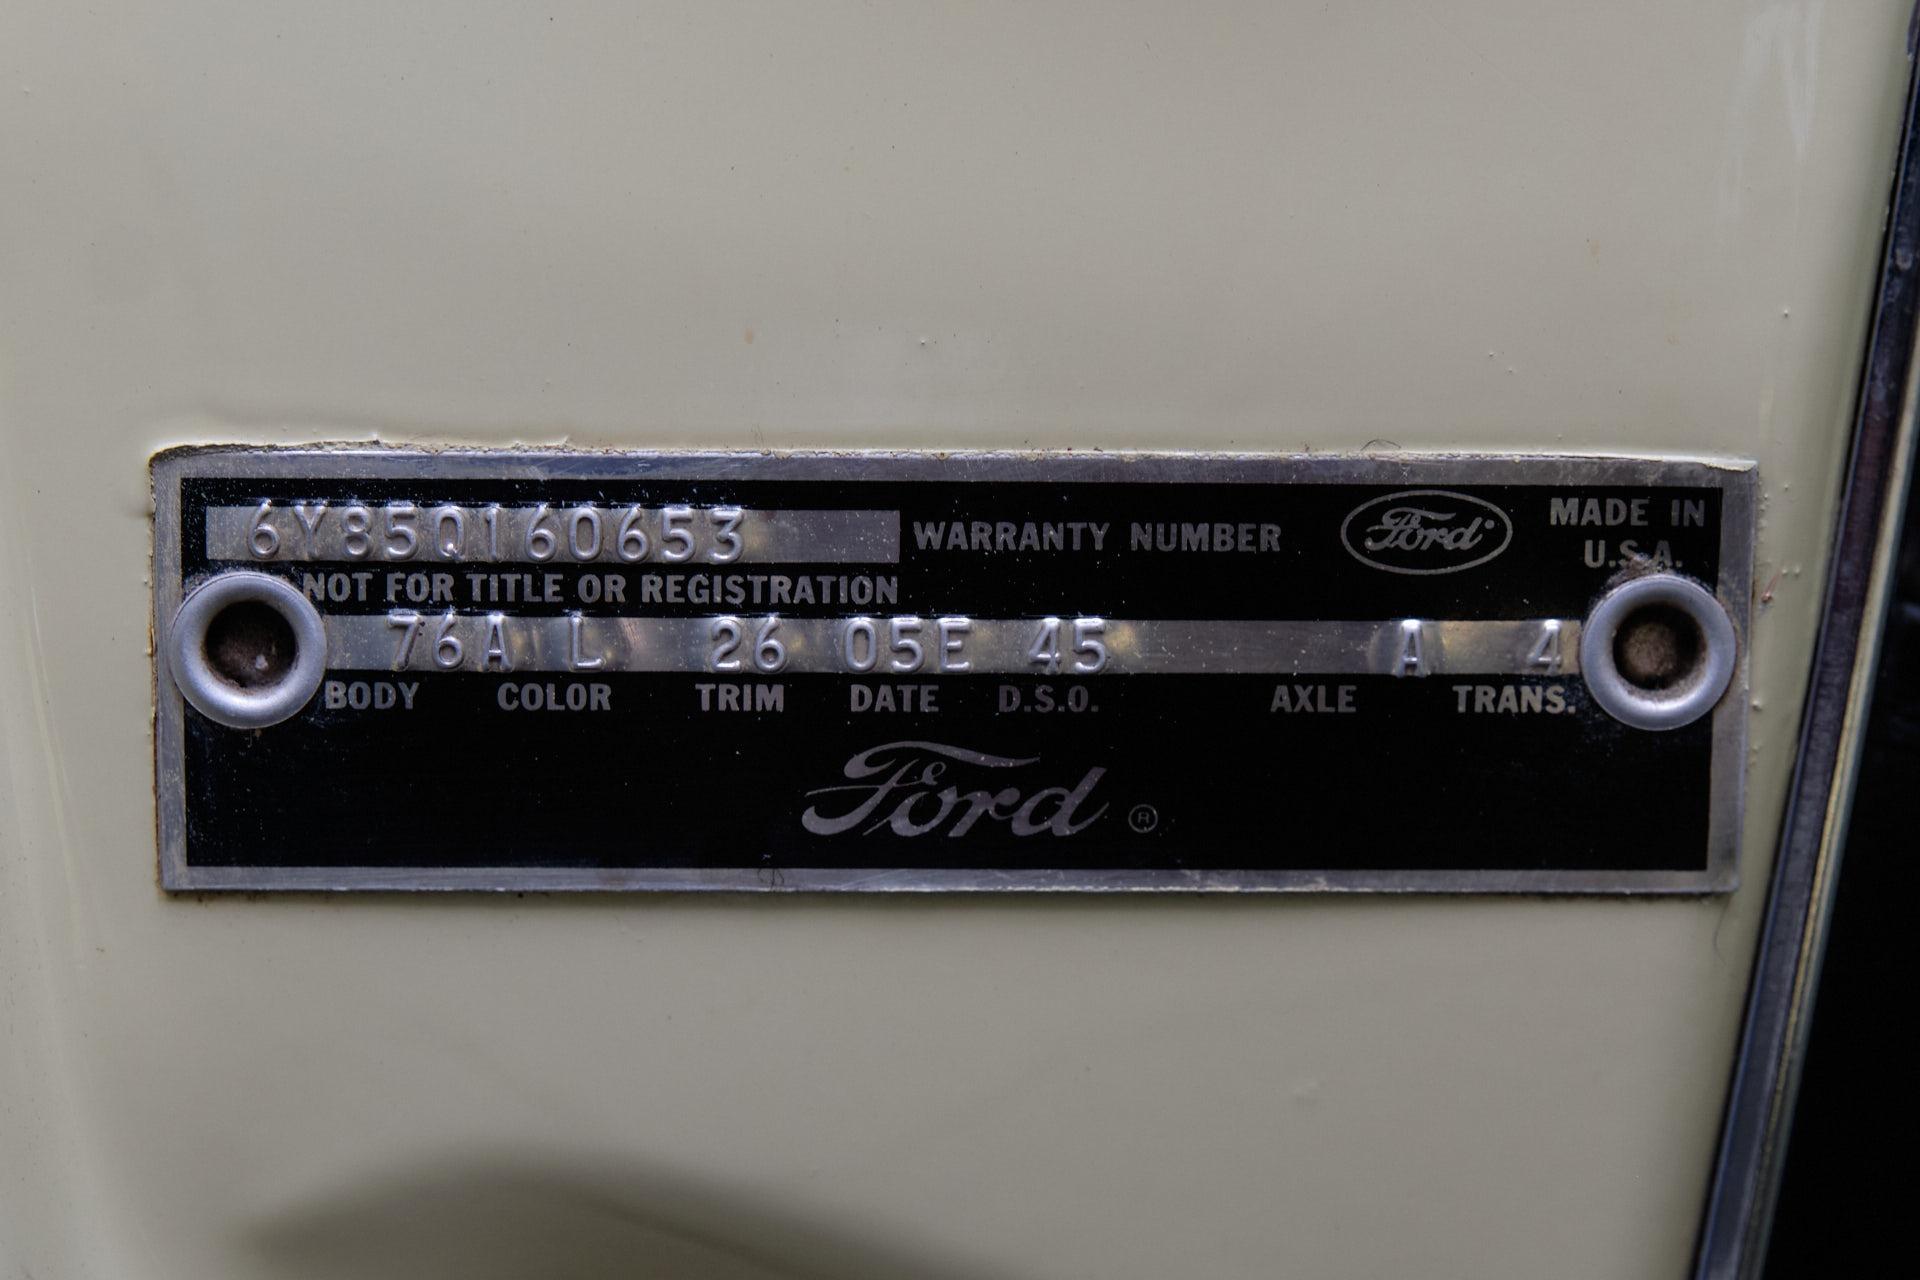 6Y85Q160653 WARRANTY NUMBER Ford MADE IN U.S.A.
NOT FOR TITLE OR REGISTRATION
76A L 26 05E 45 A 4
BODY COLOR TRIM DATE D.S.O. AXLE TRANS.
Ford ®